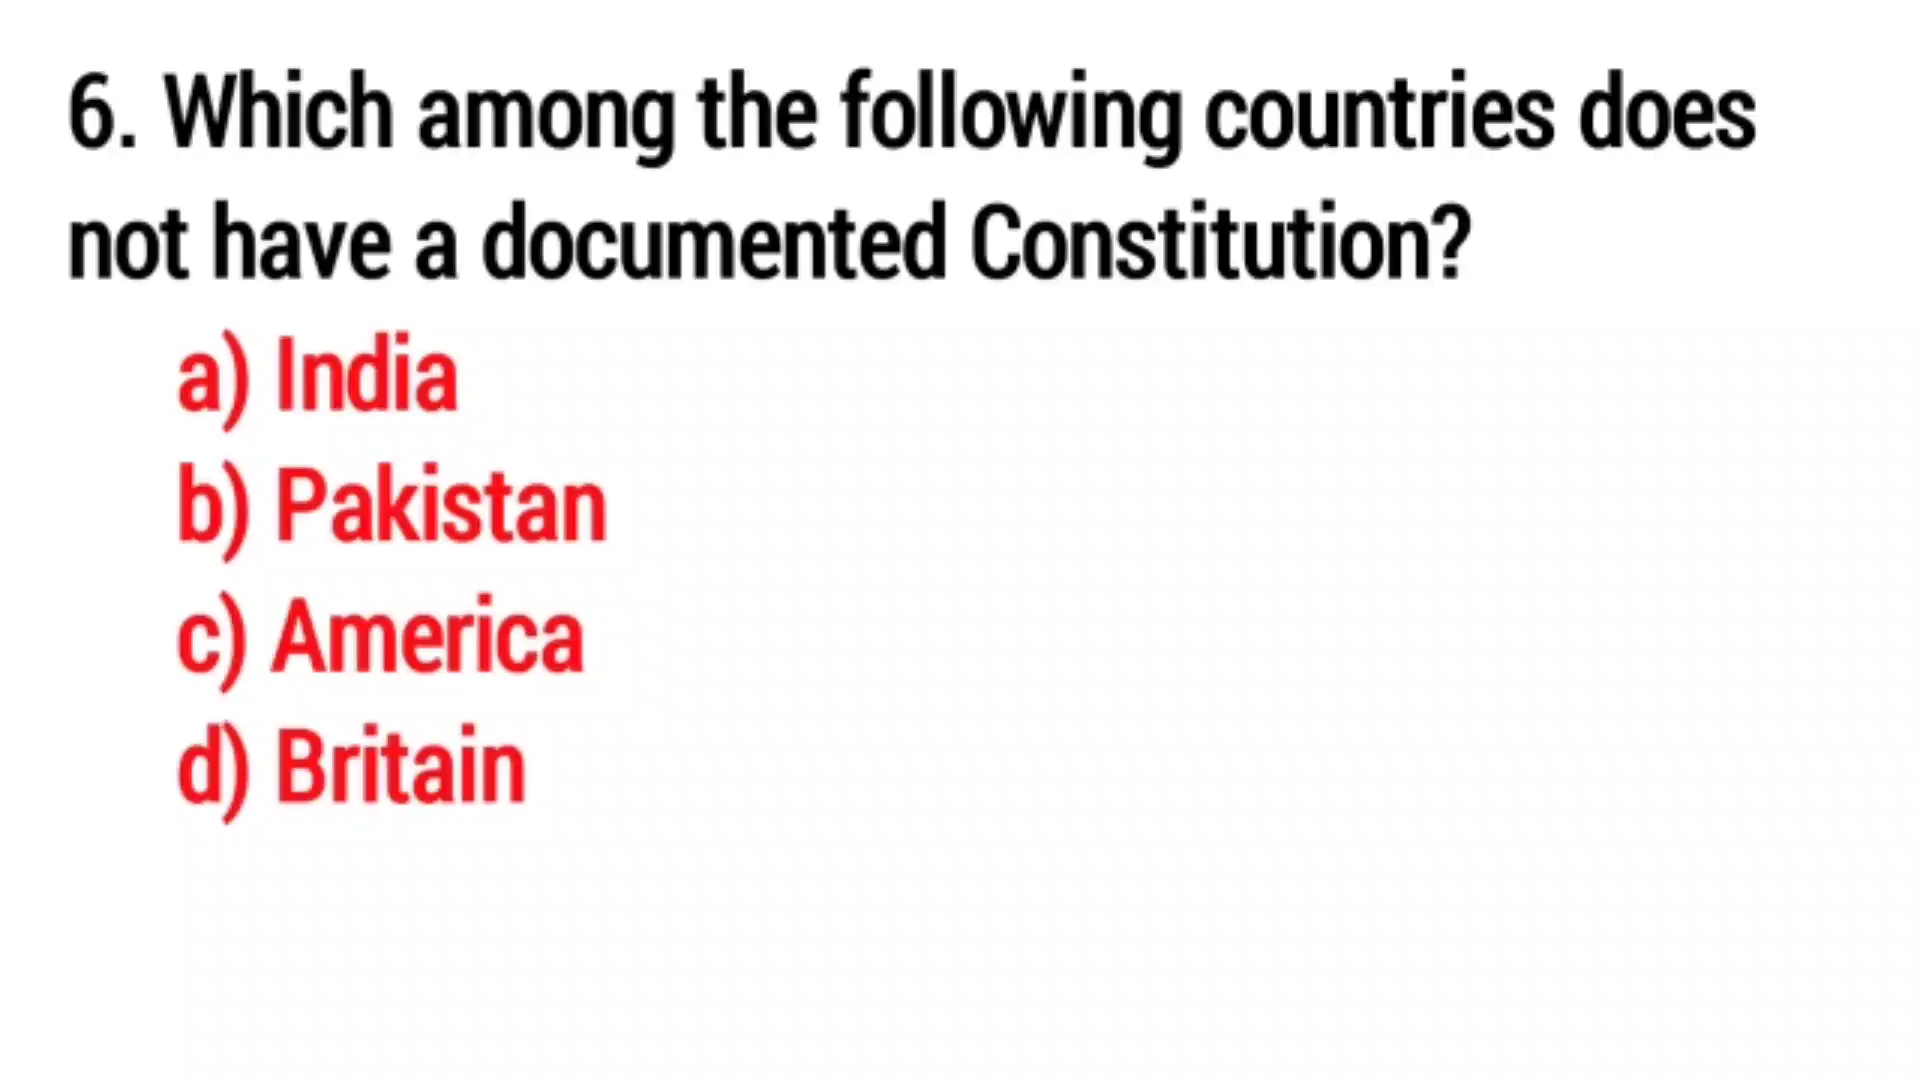 6. Which among the following countries does
not have a documented Constitution?
a) India
b) Pakistan
c) America
d) Britain